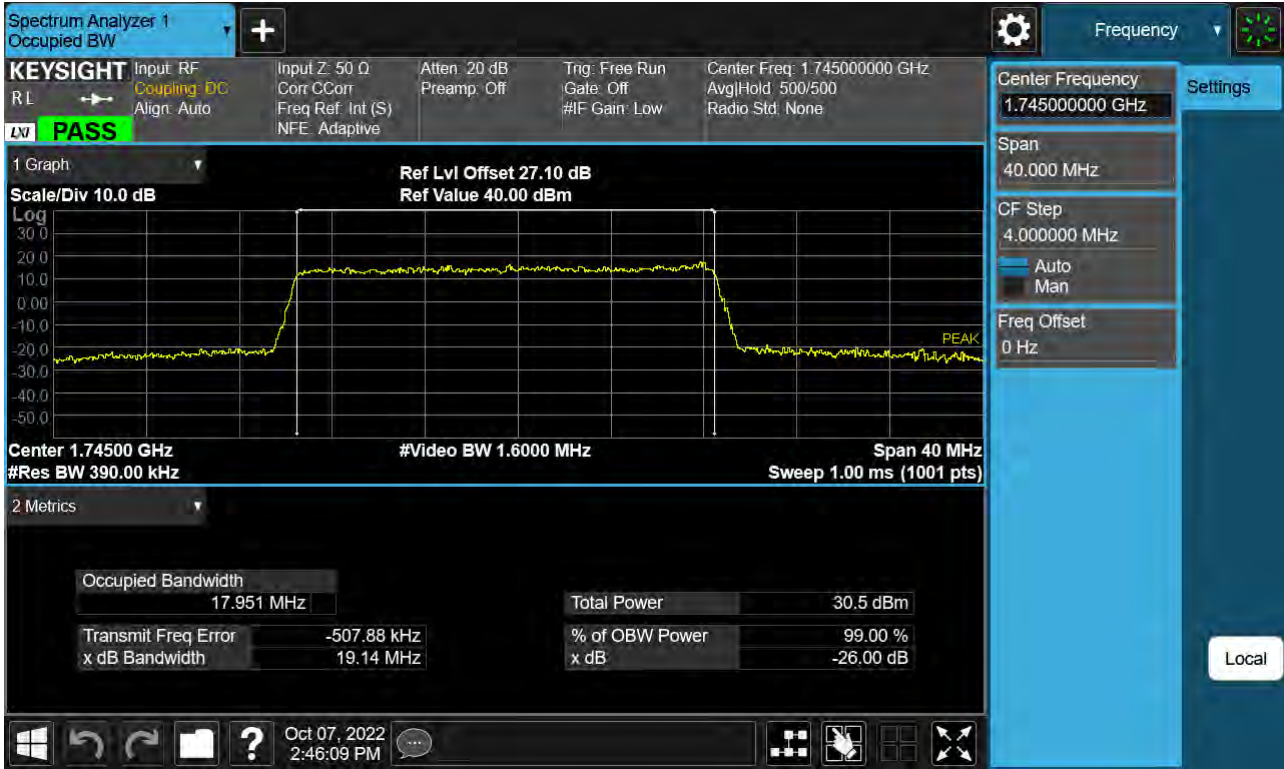 Spectrum Analyzer 1
Occupied BW
Frequency
KEYSIGHT
R L
LXI
PASS
Input: RF
Coupling: DC
Align: Auto
Input Z: 50 Ω
Corr CCorr
Freq Ref: Int (S)
NFE: Adaptive
Atten: 20 dB
Preamp: Off
Trig: Free Run
Gate: Off
#IF Gain: Low
Center Freq: 1.745000000 GHz
Avg|Hold: 500/500
Radio Std: None
1 Graph
Scale/Div 10.0 dB
Ref Lvl Offset 27.10 dB
Ref Value 40.00 dBm
Log
30.0
20.0
10.0
0.00
-10.0
-20.0
-30.0
-40.0
-50.0
PEAK
Center 1.74500 GHz
#Video BW 1.6000 MHz
Span 40 MHz
#Res BW 390.00 kHz
Sweep 1.00 ms (1001 pts)
2 Metrics
Occupied Bandwidth
17.951 MHz
Total Power 30.5 dBm
Transmit Freq Error -507.88 kHz
% of OBW Power 99.00 %
x dB Bandwidth 19.14 MHz
x dB -26.00 dB
Center Frequency
1.745000000 GHz
Settings
Span
40.000 MHz
CF Step
4.000000 MHz
Auto
Man
Freq Offset
0 Hz
Local
?
Oct 07, 2022
2:46:09 PM